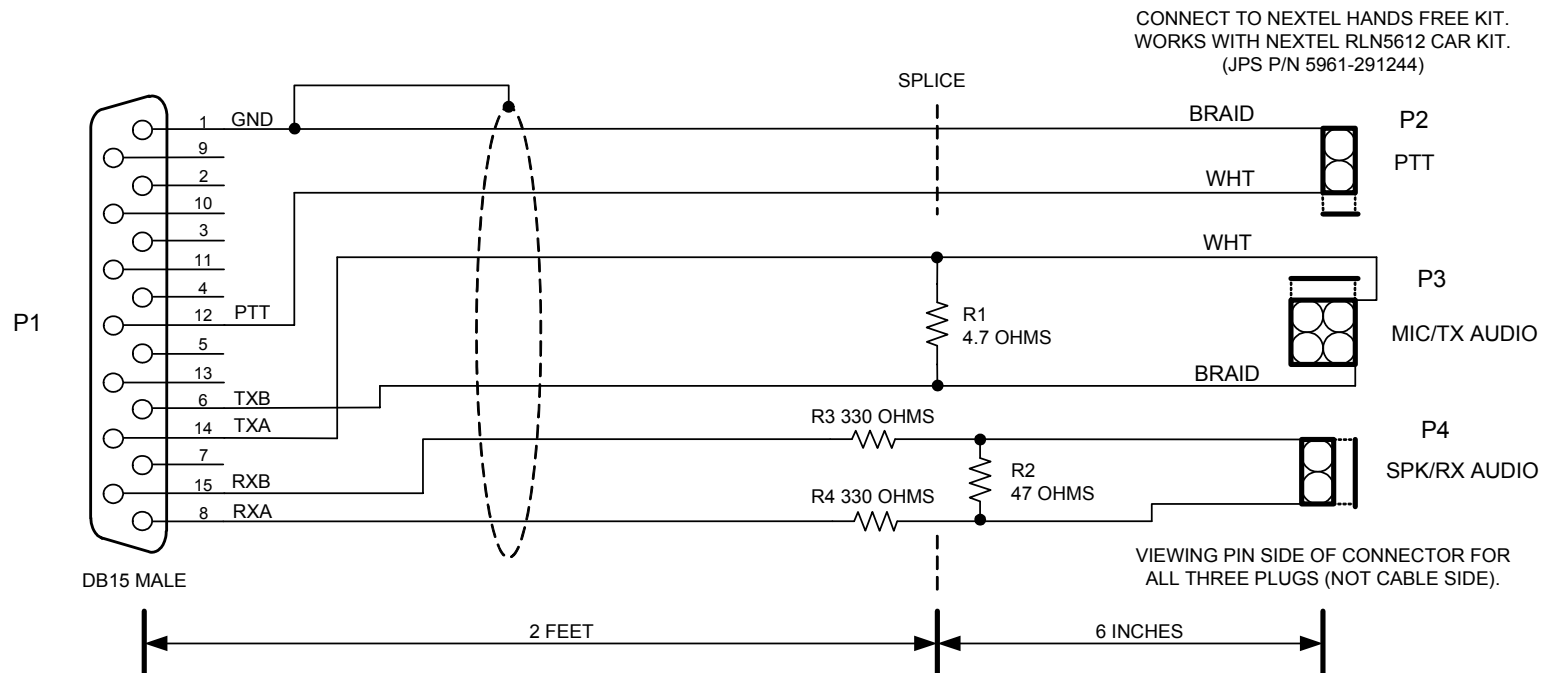 CONNECT TO NEXTEL HANDS FREE KIT.
WORKS WITH NEXTEL RLN5612 CAR KIT.
(JPS P/N 5961-291244)
SPLICE
1 GND
BRAID
P2
9
PTT
2
WHT
10
3
WHT
11
P3
4
P1
12 PTT
R1
4.7 OHMS
MIC/TX AUDIO
5
13
BRAID
6 TXB
R3 330 OHMS
14 TXA
P4
7
R2
47 OHMS
SPK/RX AUDIO
15 RXB
R4 330 OHMS
8 RXA
VIEWING PIN SIDE OF CONNECTOR FOR
ALL THREE PLUGS (NOT CABLE SIDE).
DB15 MALE
2 FEET
6 INCHES